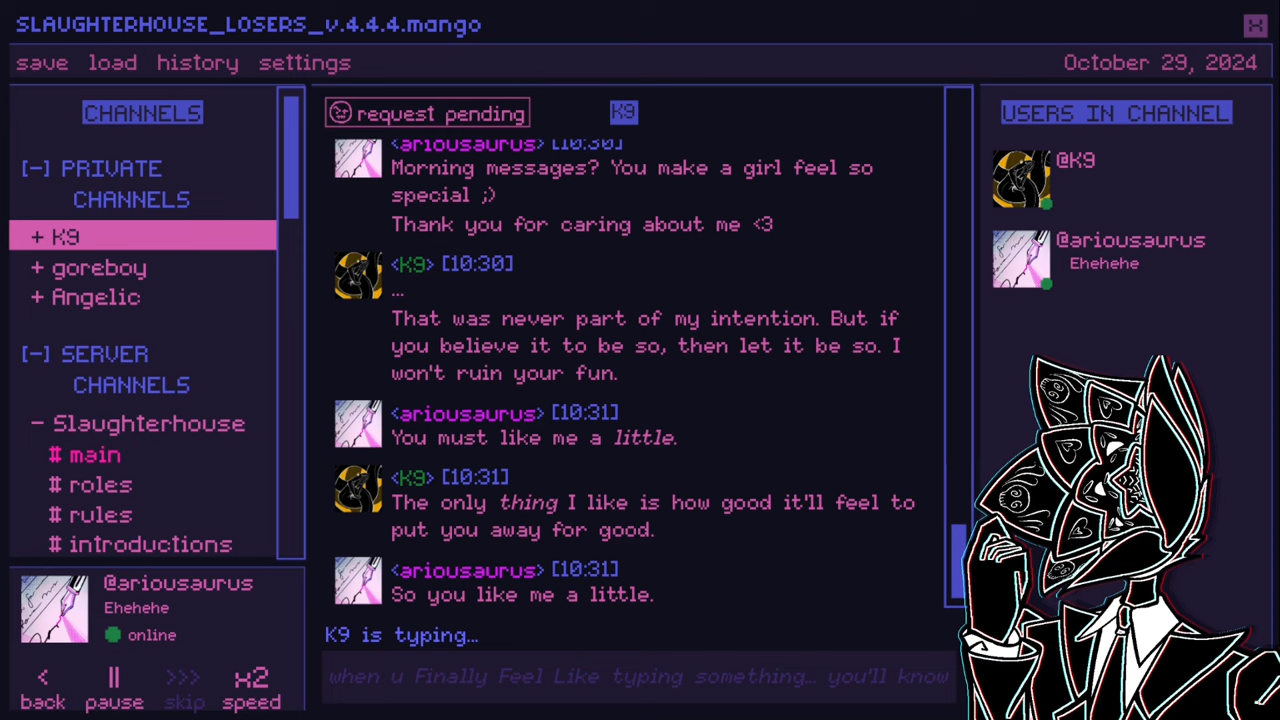 SLAUGHTERHOUSE_LOSERS_v.4.4.4.mango
X
save load history settings
October 29, 2024
CHANNELS
[-] PRIVATE
CHANNELS
+ K9
+ goreboy
+ Angelic
[-] SERVER
CHANNELS
- Slaughterhouse
# main
# roles
# rules
# introductions
@ariousaurus
Ehehehe
online
< || >>> x2
back pause skip speed
request pending
K9
<ariousaurus> [10:30]
Morning messages? You make a girl feel so
special ;)
Thank you for caring about me <3
<K9> [10:30]
...
That was never part of my intention. But if
you believe it to be so, then let it be so. I
won't ruin your fun.
<ariousaurus> [10:31]
You must like me a little.
<K9> [10:31]
The only thing I like is how good it'll feel to
put you away for good.
<ariousaurus> [10:31]
So you like me a little.
K9 is typing...
when u Finally Feel Like typing something... you'll know
USERS IN CHANNEL
@K9
@ariousaurus
Ehehehe